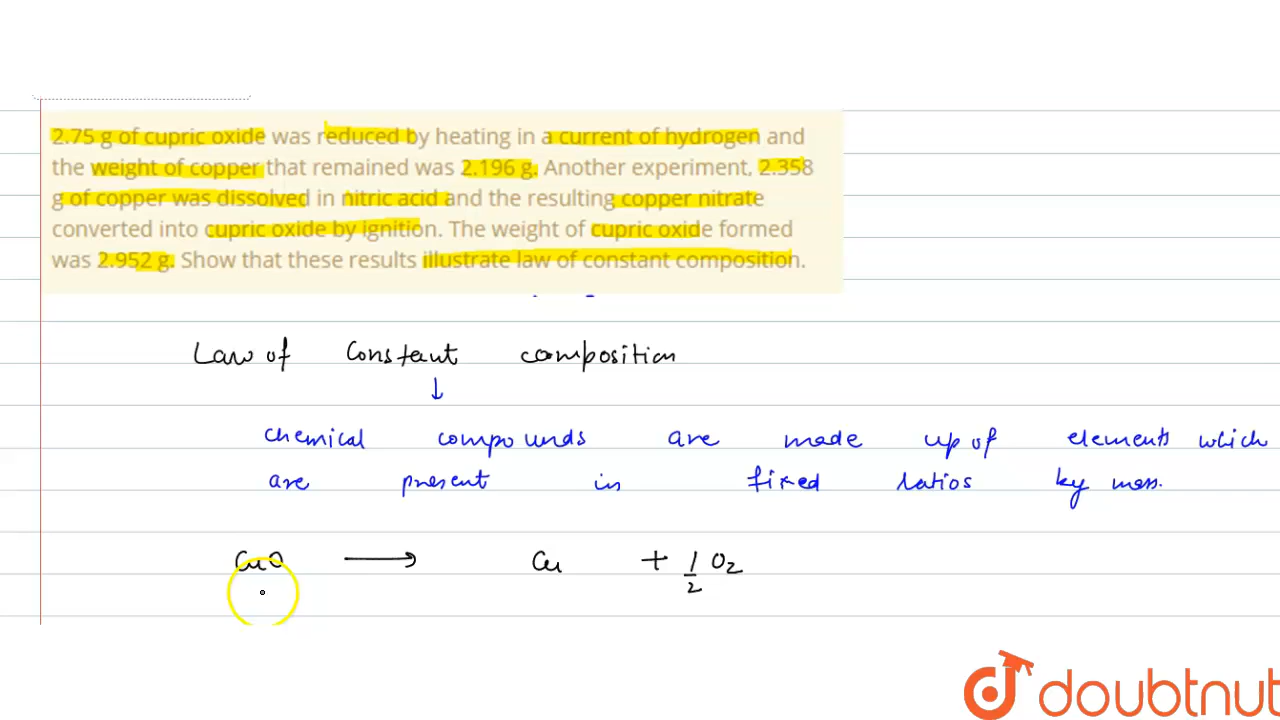 2.75 g of cupric oxide was reduced by heating in a current of hydrogen and
the weight of copper that remained was 2.196 g. Another experiment, 2.358
g of copper was dissolved in nitric acid and the resulting copper nitrate
converted into cupric oxide by ignition. The weight of cupric oxide formed
was 2.952 g. Show that these results illustrate law of constant composition.
Law of Constant composition
↓
chemical compounds are made up of elements which
are present in fixed ratios by mass.
CuO → Cu + 1/2 O2
doubtnut